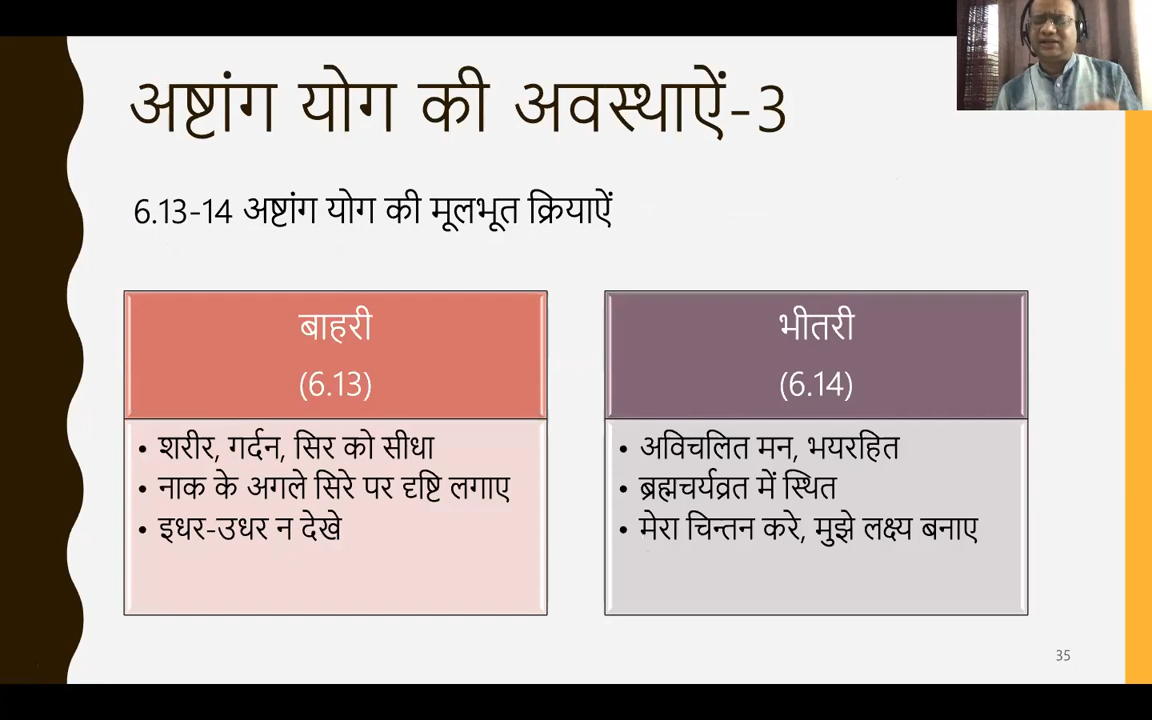 अष्टांग योग की अवस्थाऐं-3
6.13-14 अष्टांग योग की मूलभूत क्रियाऐं
बाहरी
(6.13)
• शरीर, गर्दन, सिर को सीधा
• नाक के अगले सिरे पर दृष्टि लगाए
• इधर-उधर न देखे
भीतरी
(6.14)
• अविचलित मन, भयरहित
• ब्रह्मचर्यव्रत में स्थित
• मेरा चिन्तन करे, मुझे लक्ष्य बनाए
35